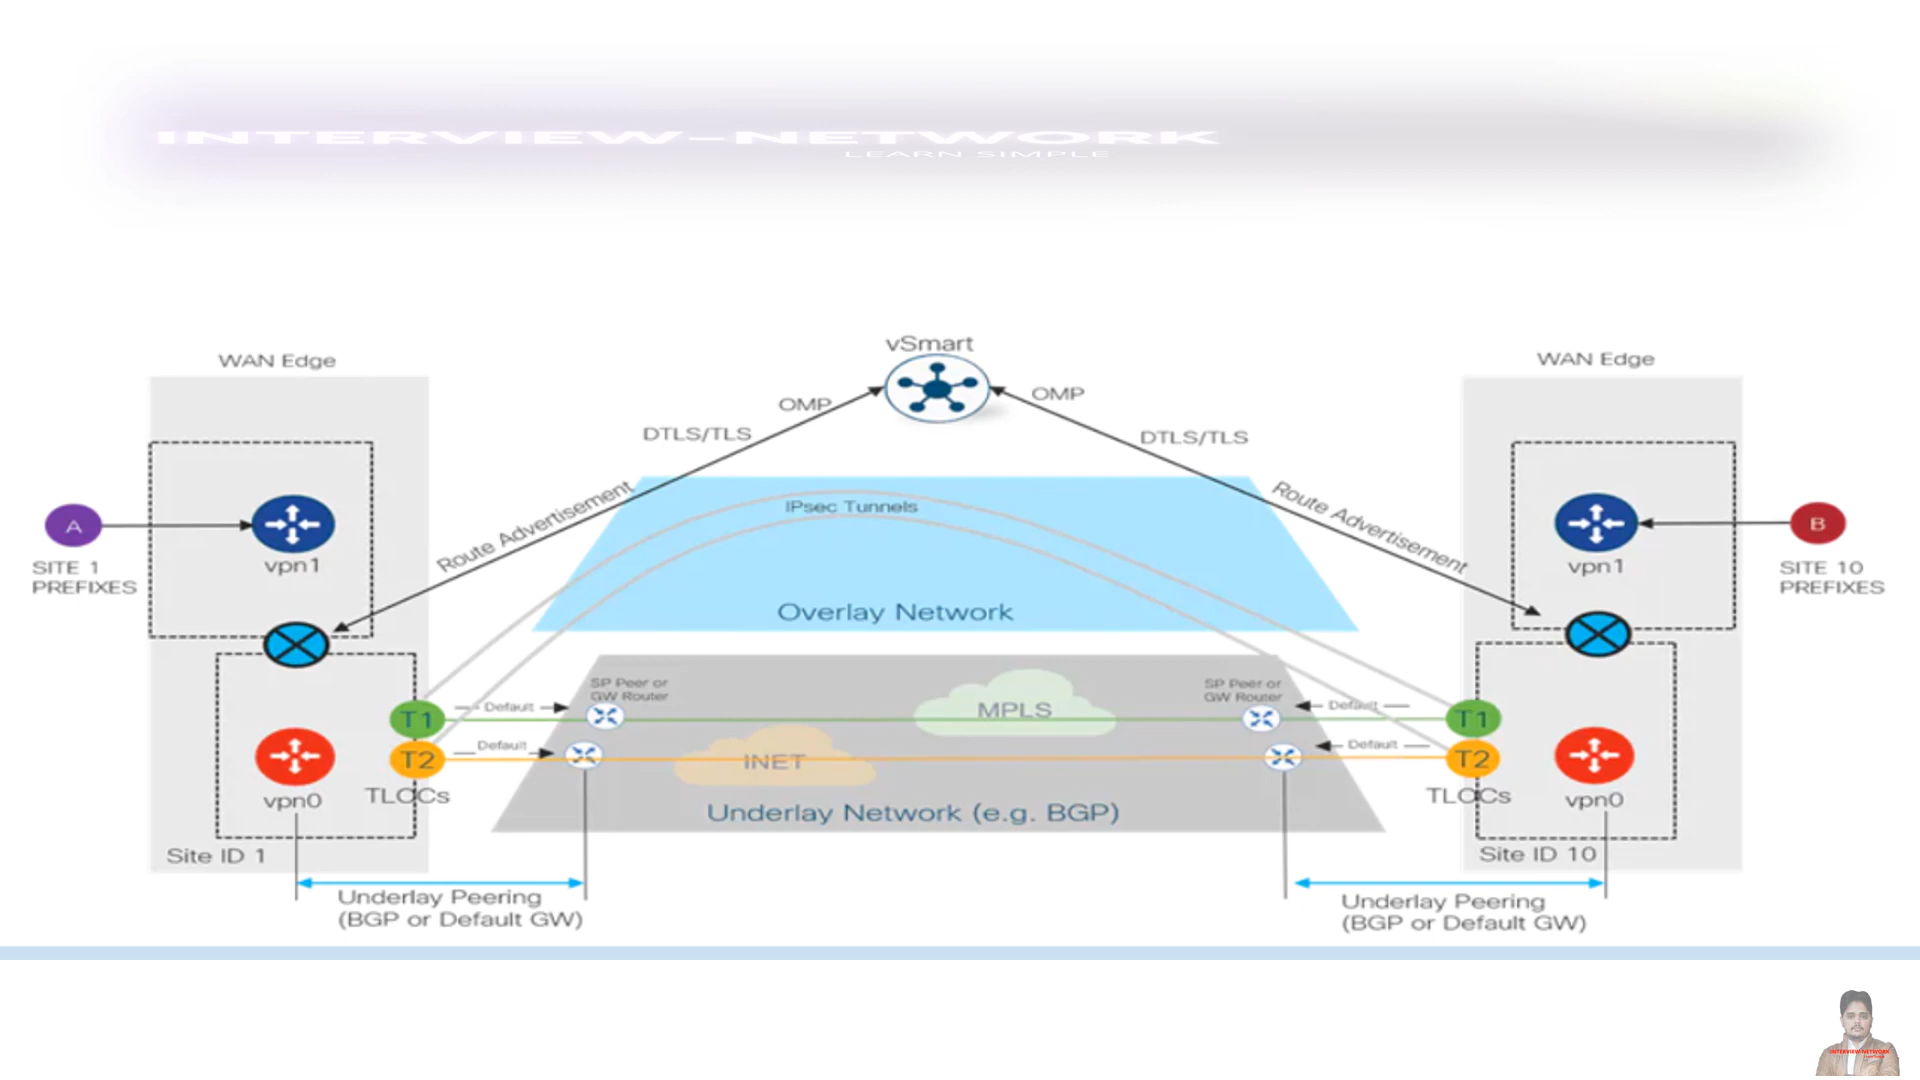 INTERVIEW-NETWORK
LEARN SIMPLE
vSmart
WAN Edge
WAN Edge
OMP
OMP
DTLS/TLS
DTLS/TLS
Route Advertisement
Route Advertisement
IPsec Tunnels
A
B
vpn1
vpn1
SITE 1
PREFIXES
SITE 10
PREFIXES
Overlay Network
SP Peer or
GW Router
SP Peer or
GW Router
T1
Default
MPLS
Default
T1
T2
Default
INET
Default
T2
TLOCs
TLOCs
vpn0
vpn0
Underlay Network (e.g. BGP)
Site ID 1
Site ID 10
Underlay Peering
(BGP or Default GW)
Underlay Peering
(BGP or Default GW)
INTERVIEW-NETWORK